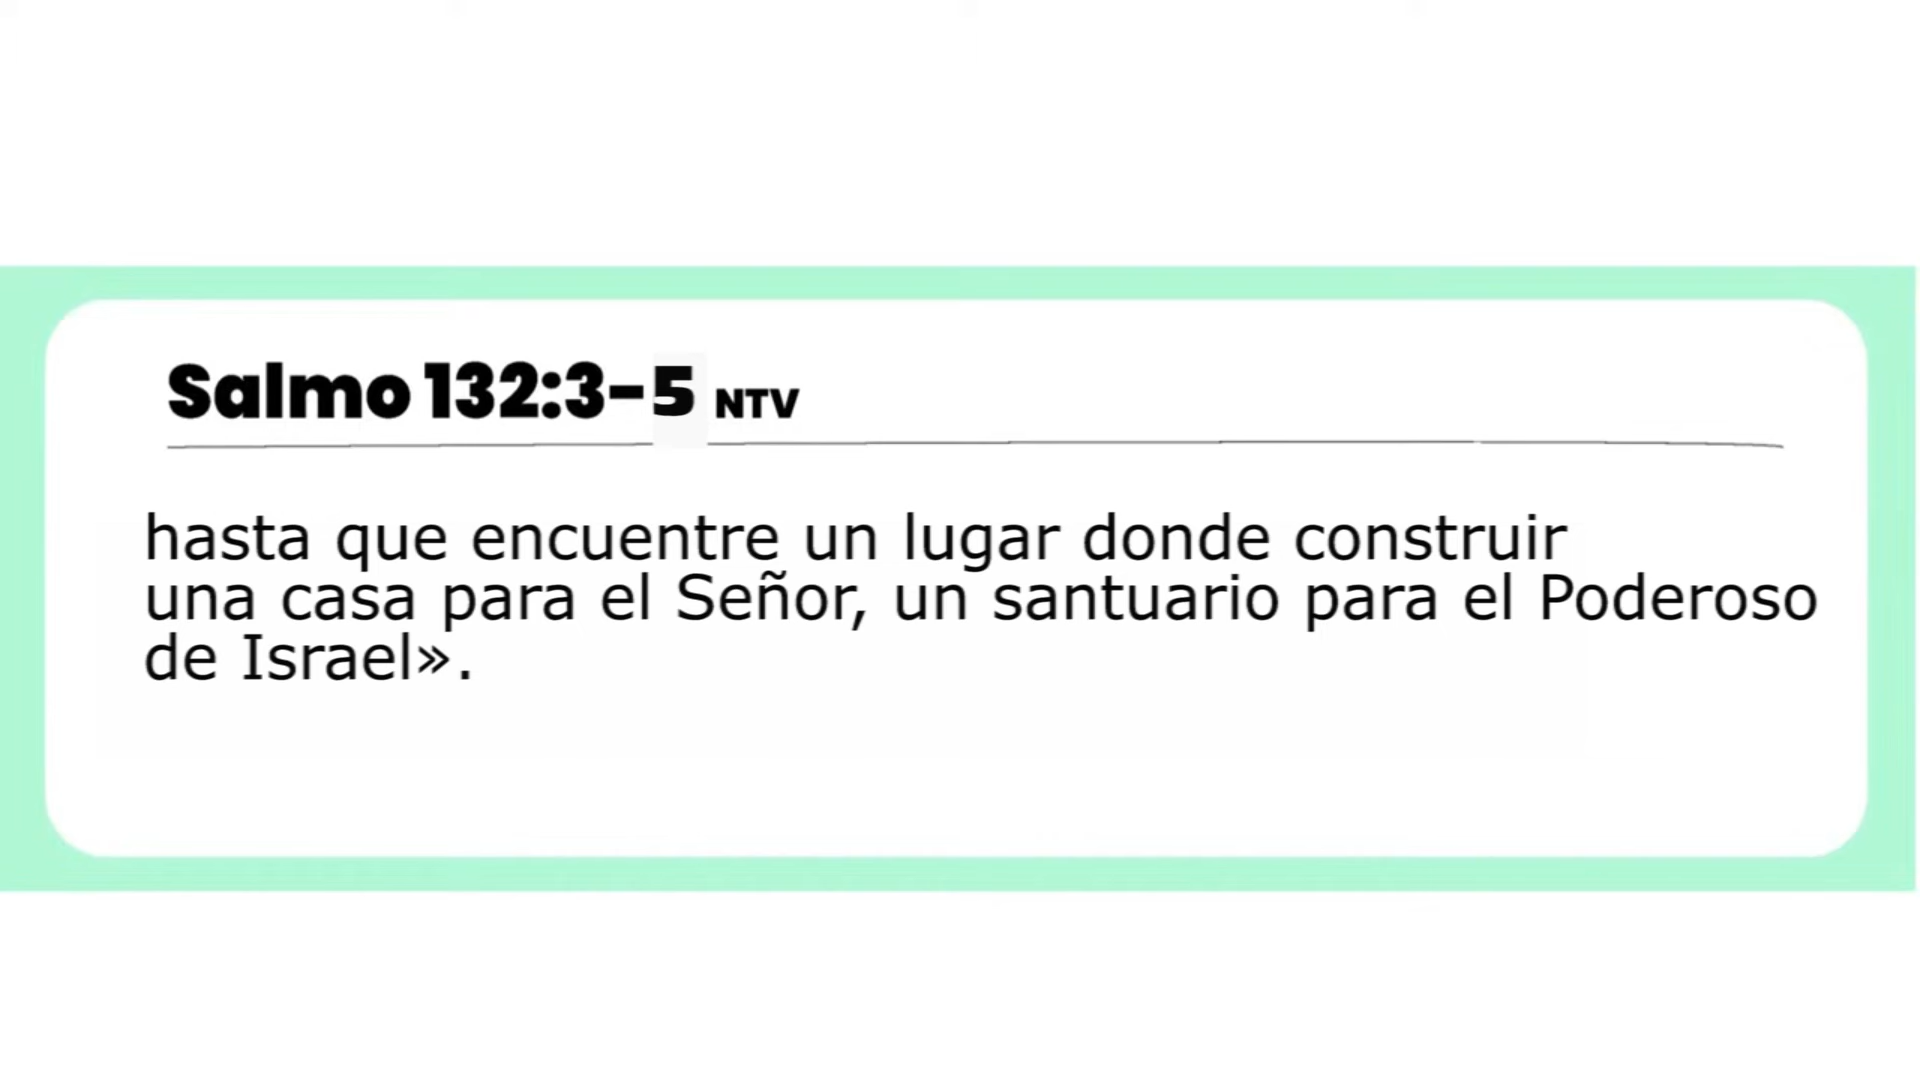 Salmo 132:3-5 NTV
hasta que encuentre un lugar donde construir
una casa para el Señor, un santuario para el Poderoso
de Israel».